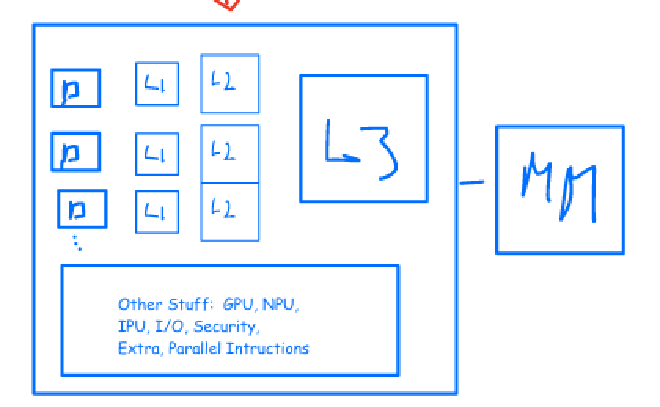 P L1 L2
L3
P L1 L2
MM
P L1 L2
Other Stuff: GPU, NPU,
IPU, I/O, Security,
Extra, Parallel Intructions